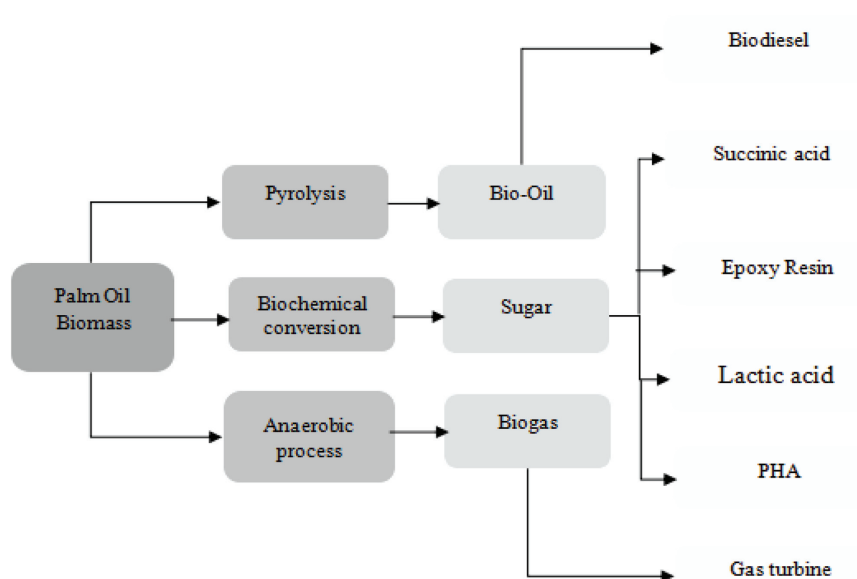 Biodiesel
Succinic acid
Pyrolysis
Bio-Oil
Epoxy Resin
Palm Oil
Biomass
Biochemical
conversion
Sugar
Lactic acid
Anaerobic
process
Biogas
PHA
Gas turbine